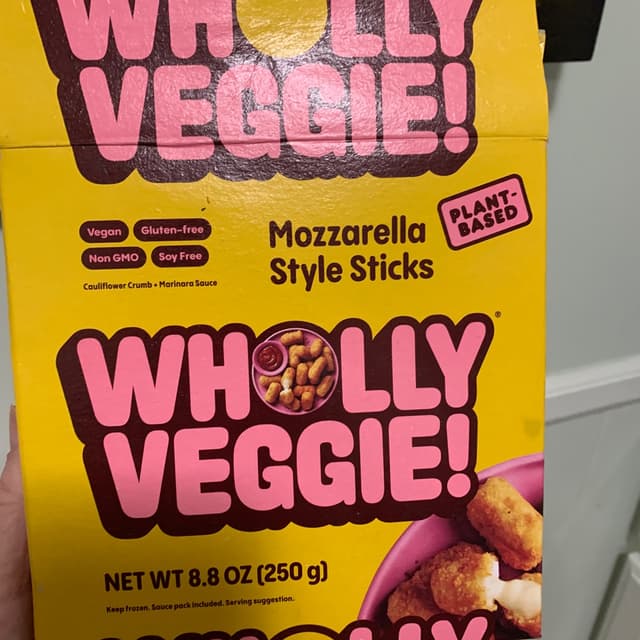 WHOLLY
VEGGIE!
Vegan
Gluten-free
Non GMO
Soy Free
Cauliflower Crumb • Marinara Sauce
Mozzarella
Style Sticks
PLANT-
BASED
WHOLLY
VEGGIE!
®
NET WT 8.8 OZ (250 g)
Keep frozen. Sauce pack included. Serving suggestion.